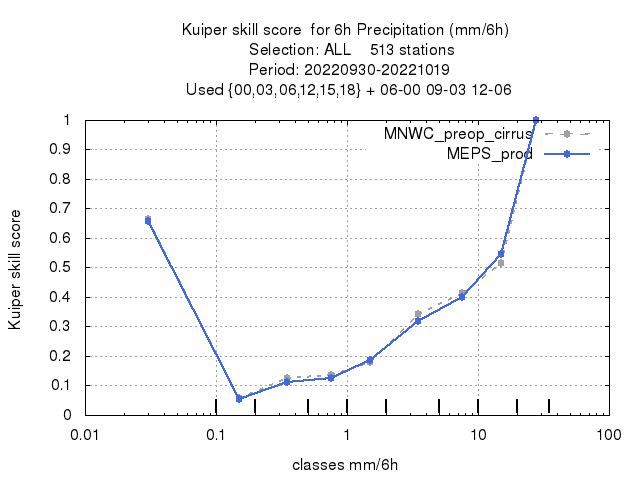 Kuiper skill score  for 6h Precipitation (mm/6h)
Selection: ALL    513 stations
Period: 20220930-20221019
Used {00,03,06,12,15,18} + 06-00 09-03 12-06
MNWC_preop_cirrus
MEPS_prod
Kuiper skill score
1
0.9
0.8
0.7
0.6
0.5
0.4
0.3
0.2
0.1
0
0.01 0.1 1 10 100
classes mm/6h